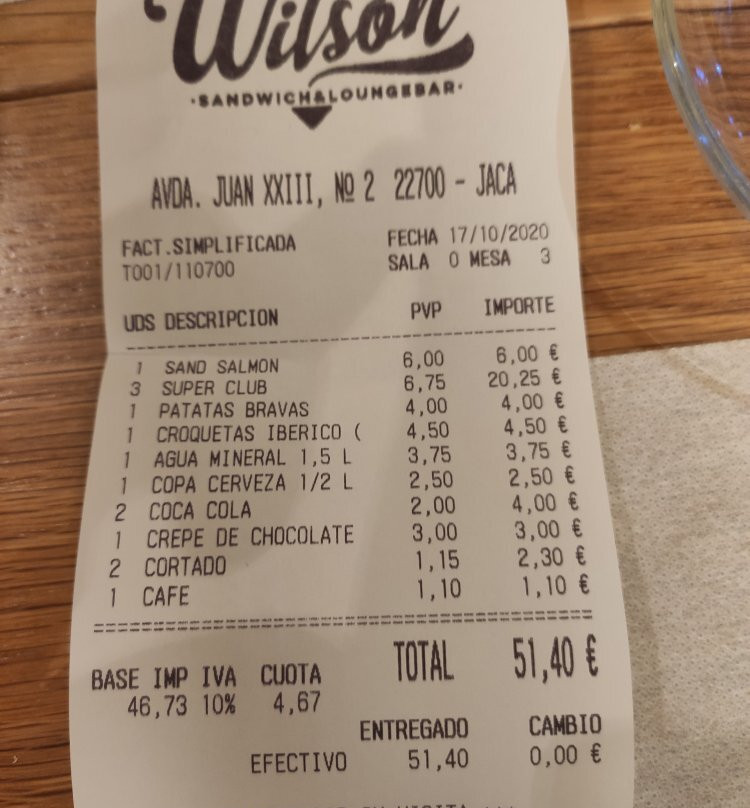 Wilson
·SANDWICH&LOUNGEBAR·
AVDA. JUAN XXIII, Nº 2 22700 - JACA
FACT.SIMPLIFICADA FECHA 17/10/2020
T001/110700 SALA 0 MESA 3
UDS DESCRIPCION PVP IMPORTE
1 SAND SALMON 6,00 6,00 €
3 SUPER CLUB 6,75 20,25 €
1 PATATAS BRAVAS 4,00 4,00 €
1 CROQUETAS IBERICO ( 4,50 4,50 €
1 AGUA MINERAL 1,5 L 3,75 3,75 €
1 COPA CERVEZA 1/2 L 2,50 2,50 €
2 COCA COLA 2,00 4,00 €
1 CREPE DE CHOCOLATE 3,00 3,00 €
2 CORTADO 1,15 2,30 €
1 CAFE 1,10 1,10 €
TOTAL 51,40 €
BASE IMP IVA CUOTA
46,73 10% 4,67
ENTREGADO CAMBIO
EFECTIVO 51,40 0,00 €